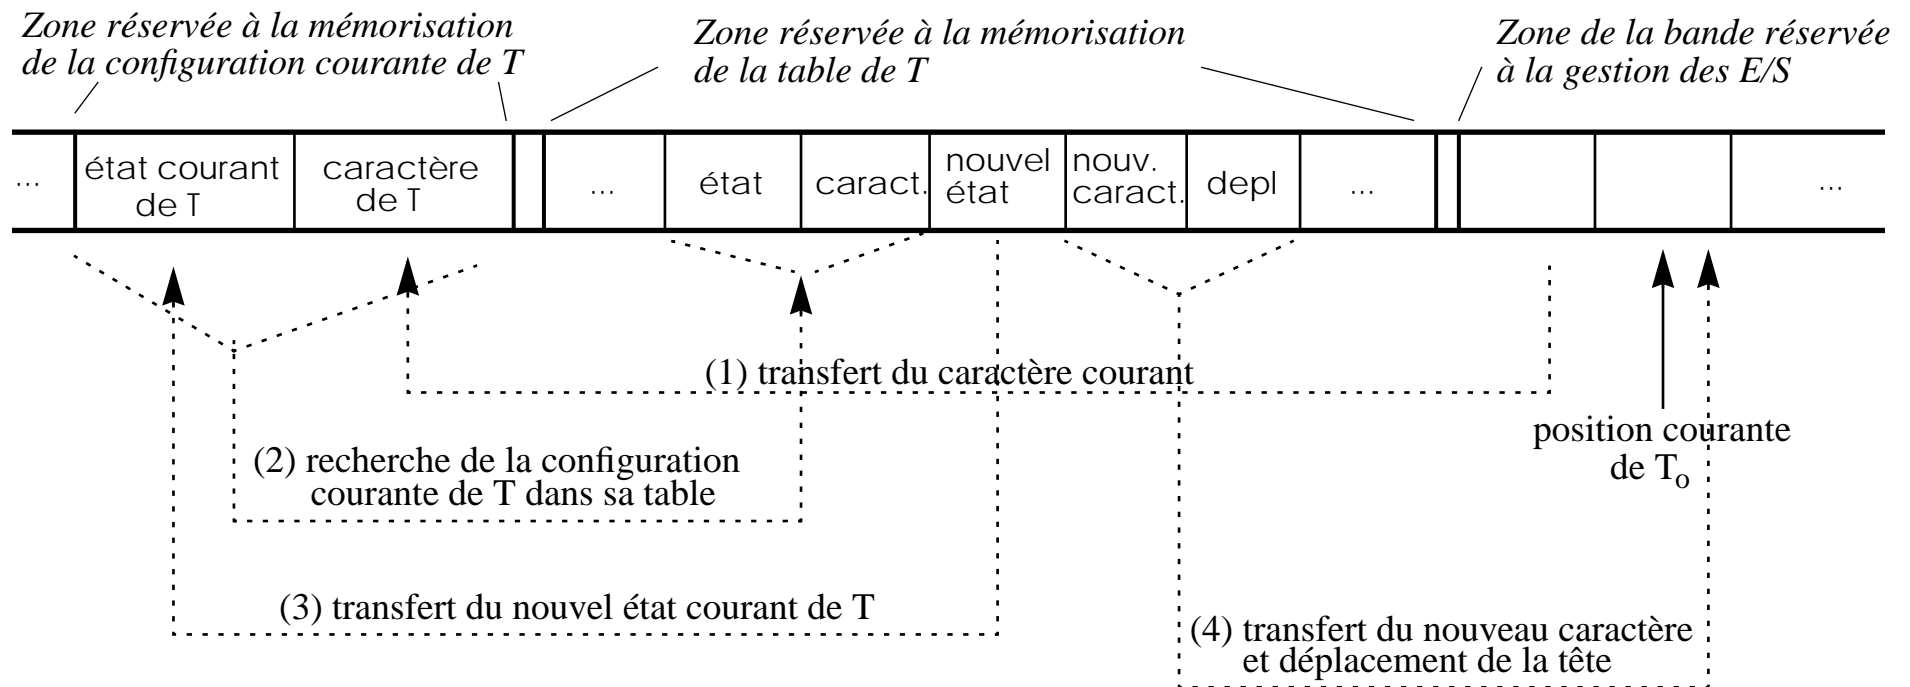 Zone réservée à la mémorisation
de la configuration courante de T
Zone réservée à la mémorisation
de la table de T
Zone de la bande réservée
à la gestion des E/S
...
état courant
de T
caractère
de T
...
état
caract.
nouvel
état
nouv.
caract.
depl
...
...
(1) transfert du caractère courant
position courante
de To
(2) recherche de la configuration
courante de T dans sa table
(3) transfert du nouvel état courant de T
(4) transfert du nouveau caractère
et déplacement de la tête